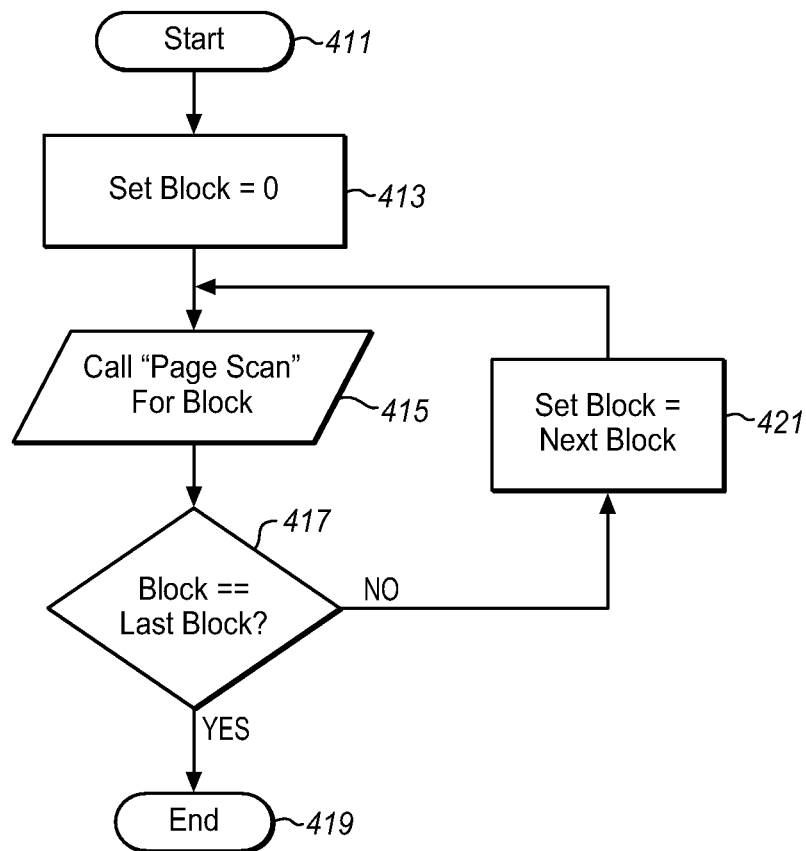 Start
411
Set Block = 0
413
Call “Page Scan”
For Block
415
Set Block =
Next Block
421
417
Block ==
Last Block?
NO
YES
End
419